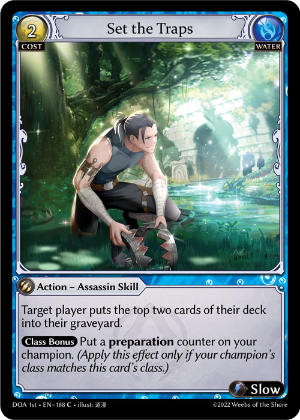 2
Set the Traps
COST
WATER
Action – Assassin Skill
Target player puts the top two cards of their deck
into their graveyard.
Class Bonus Put a preparation counter on your
champion. (Apply this effect only if your champion's
class matches this card's class.)
Slow
DOA 1st · EN-188 C · illust: 道漫
©2022 Weebs of the Shore